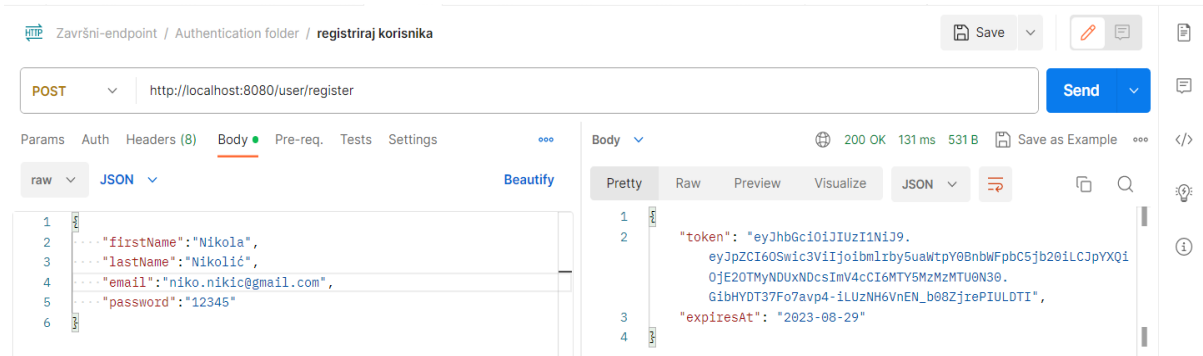 HTTP Završni-endpoint / Authentication folder / registriraj korisnika Save
POST http://localhost:8080/user/register Send
Params Auth Headers (8) Body Pre-req. Tests Settings
raw JSON Beautify
1 {
2 "firstName":"Nikola",
3 "lastName":"Nikolić",
4 "email":"niko.nikic@gmail.com",
5 "password":"12345"
6 }
Body 200 OK 131 ms 531 B Save as Example
Pretty Raw Preview Visualize JSON
1 {
2 "token": "eyJhbGciOiJIUzI1NiJ9.
eyJpZCI6OSwic3ViIjoibmlrby5uaWtpY0BnbWFpbC5jb20iLCJpYXQi
OjE2OTMyNDUxNDcsImV4cCI6MTY5MzMzMTU0N30.
GibHYDT37Fo7avp4-iLUzNH6VnEN_b08ZjrePIULDTI",
3 "expiresAt": "2023-08-29"
4 }